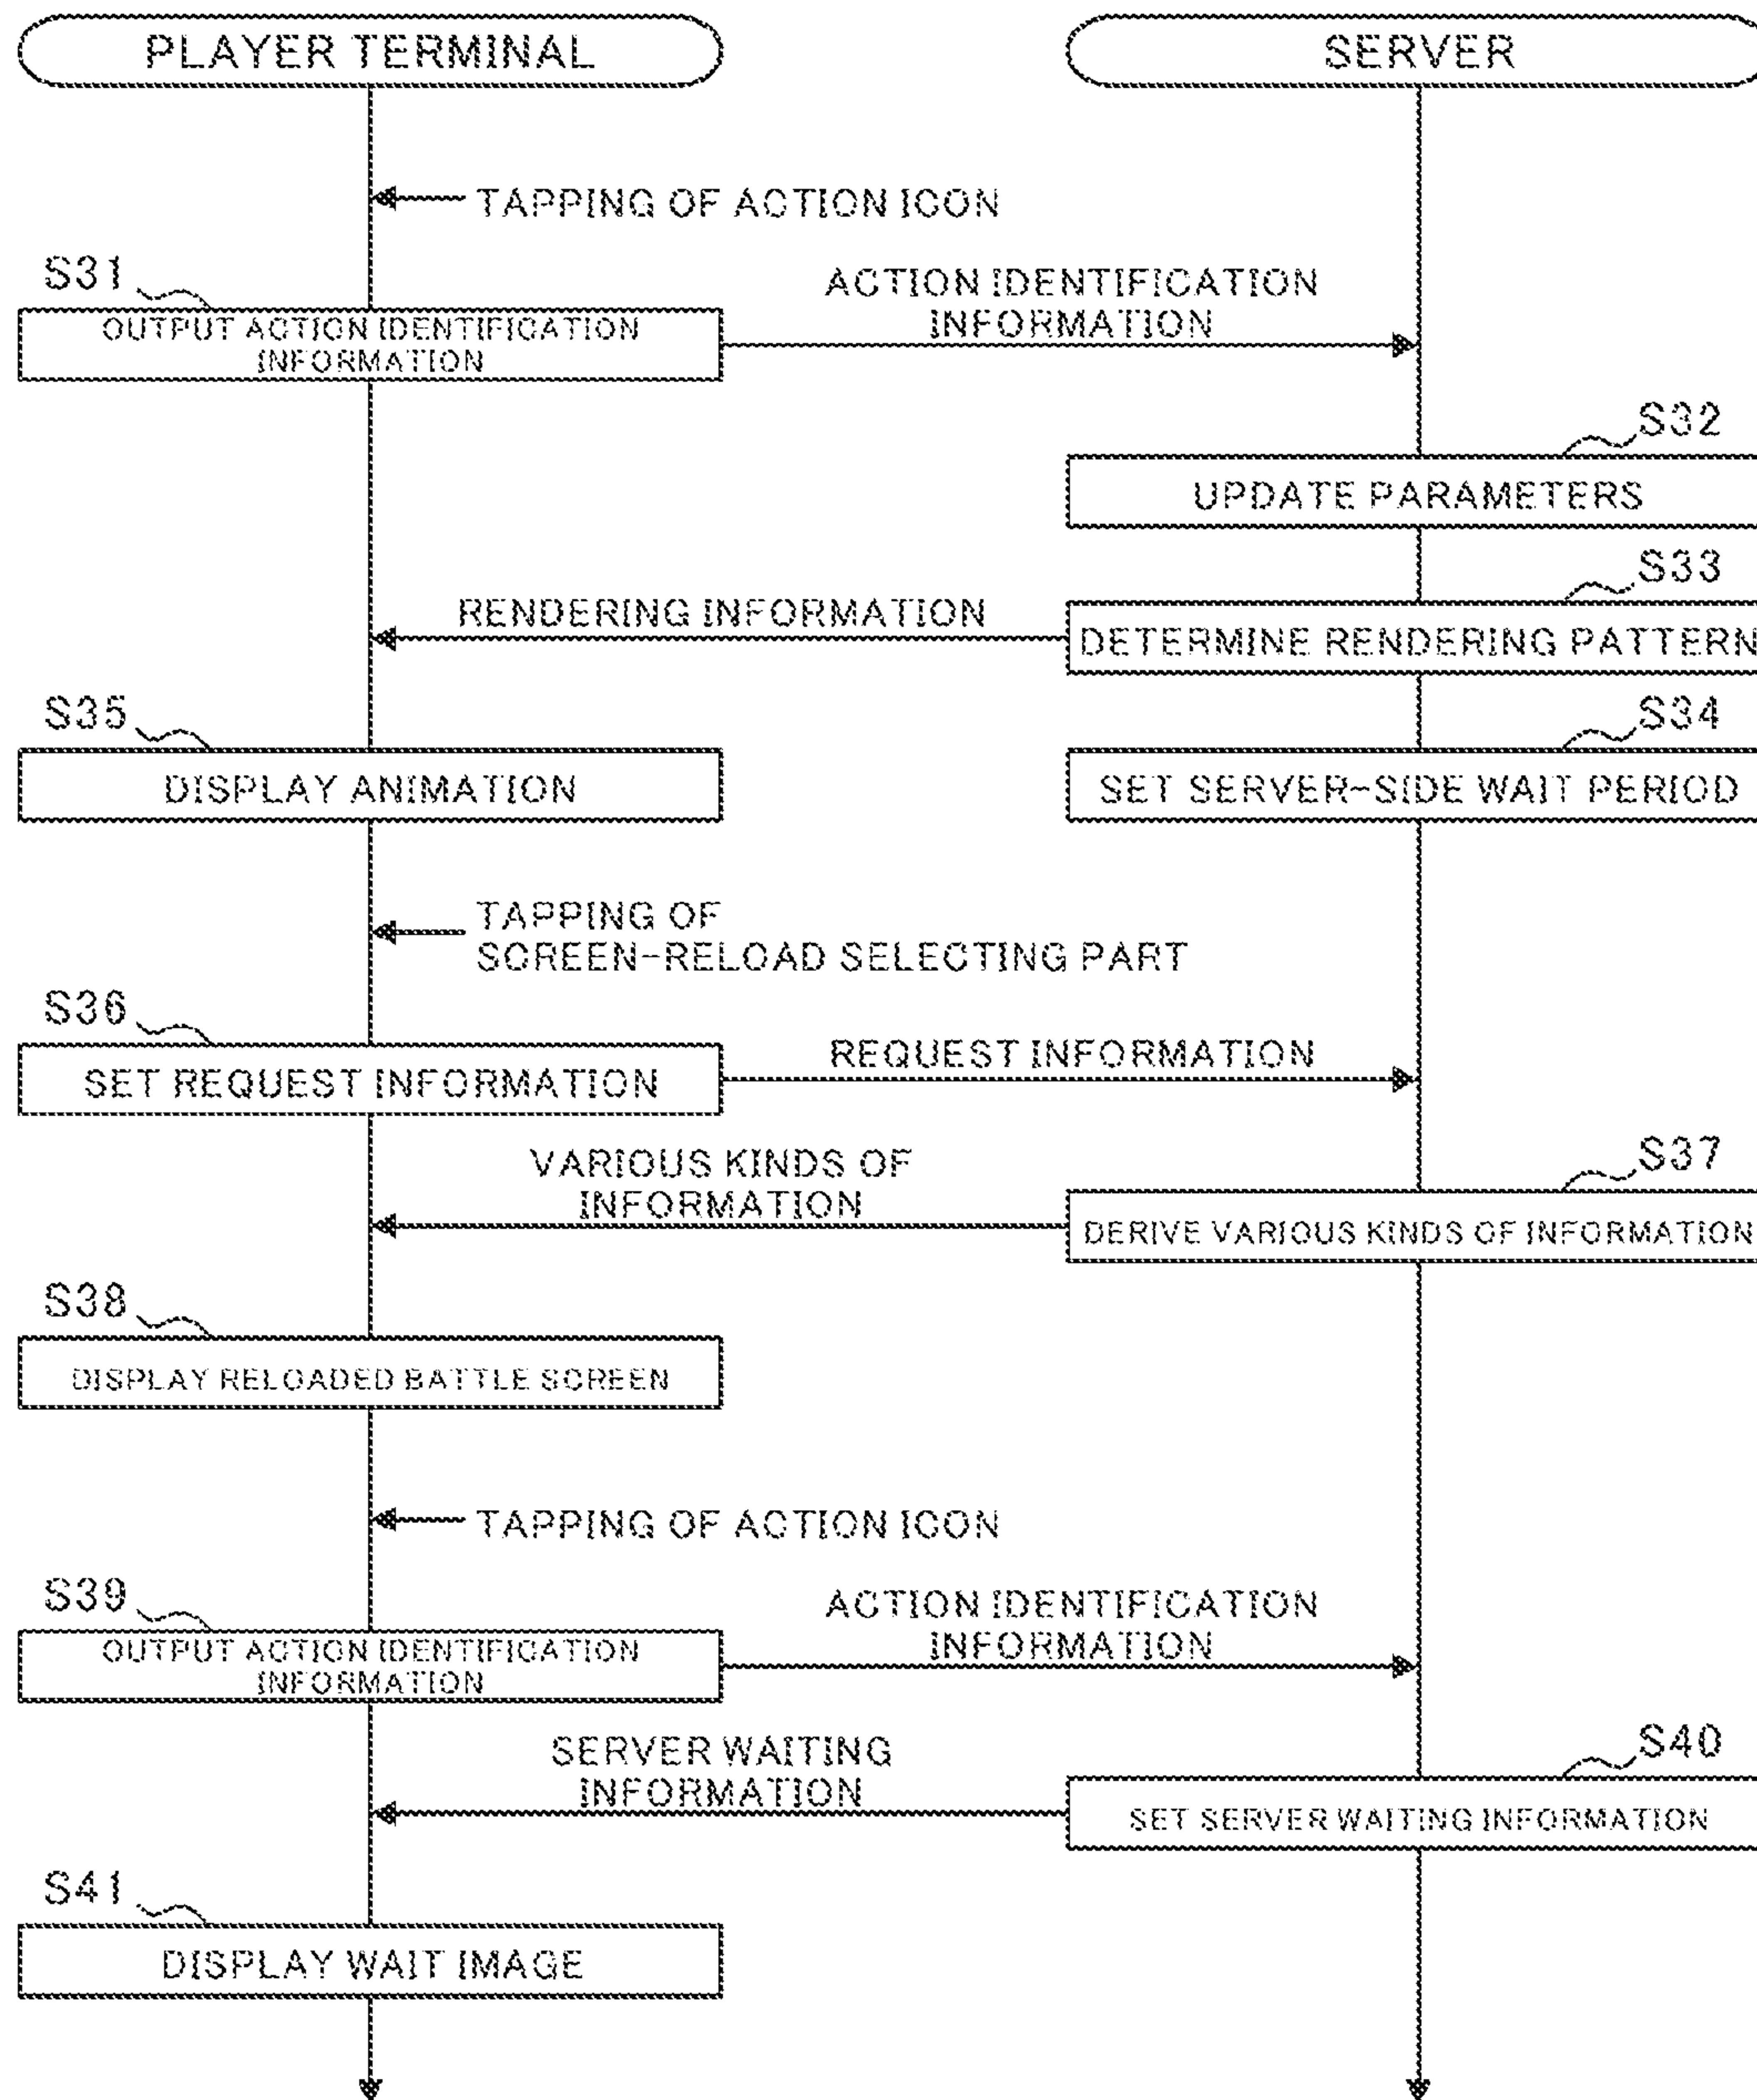 PLAYER TERMINAL
SERVER
TAPPING OF ACTION ICON
S31
ACTION IDENTIFICATION
INFORMATION
OUTPUT ACTION IDENTIFICATION
INFORMATION
S32
UPDATE PARAMETERS
S33
RENDERING INFORMATION
DETERMINE RENDERING PATTERN
S35
S34
DISPLAY ANIMATION
SET SERVER-SIDE WAIT PERIOD
TAPPING OF
SCREEN-RELOAD SELECTING PART
S36
REQUEST INFORMATION
SET REQUEST INFORMATION
S37
VARIOUS KINDS OF
INFORMATION
DERIVE VARIOUS KINDS OF INFORMATION
S38
DISPLAY RELOADED BATTLE SCREEN
TAPPING OF ACTION ICON
S39
ACTION IDENTIFICATION
INFORMATION
OUTPUT ACTION IDENTIFICATION
INFORMATION
S40
SERVER WAITING
INFORMATION
SET SERVER WAITING INFORMATION
S41
DISPLAY WAIT IMAGE